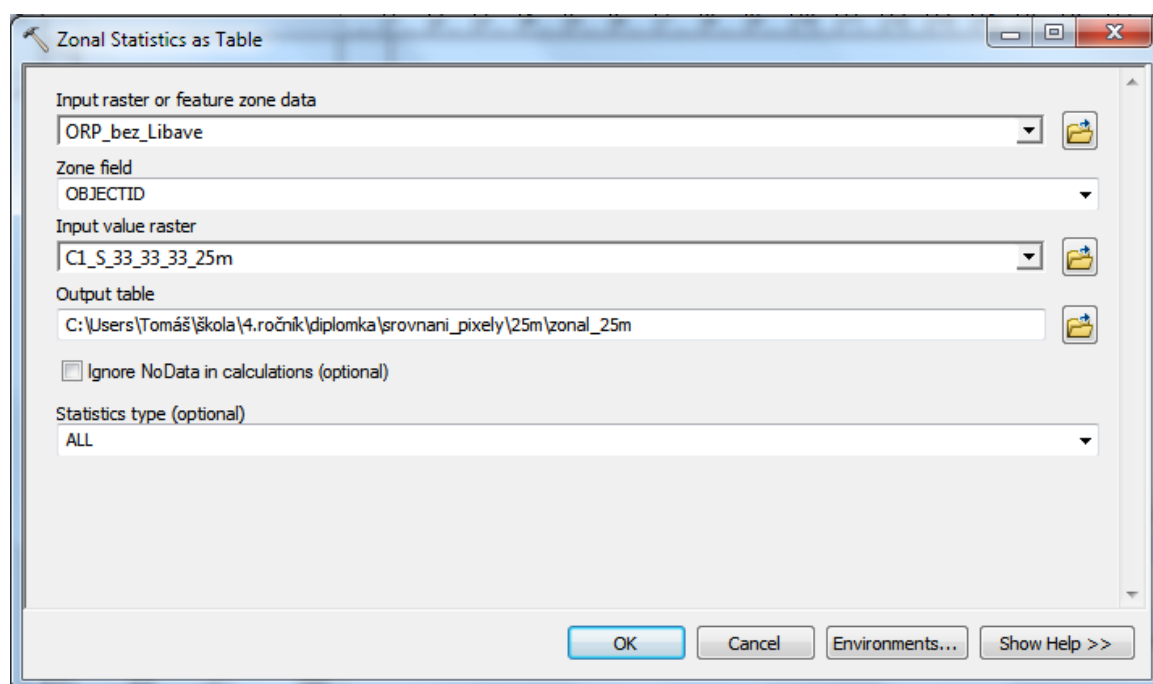 Zonal Statistics as Table
Input raster or feature zone data
ORP_bez_Libave
Zone field
OBJECTID
Input value raster
C1_S_33_33_33_25m
Output table
C:\Users\Tomáš\škola\4.ročník\diplomka\srovnani_pixely\25m\zonal_25m
Ignore NoData in calculations (optional)
Statistics type (optional)
ALL
OK Cancel Environments... Show Help >>